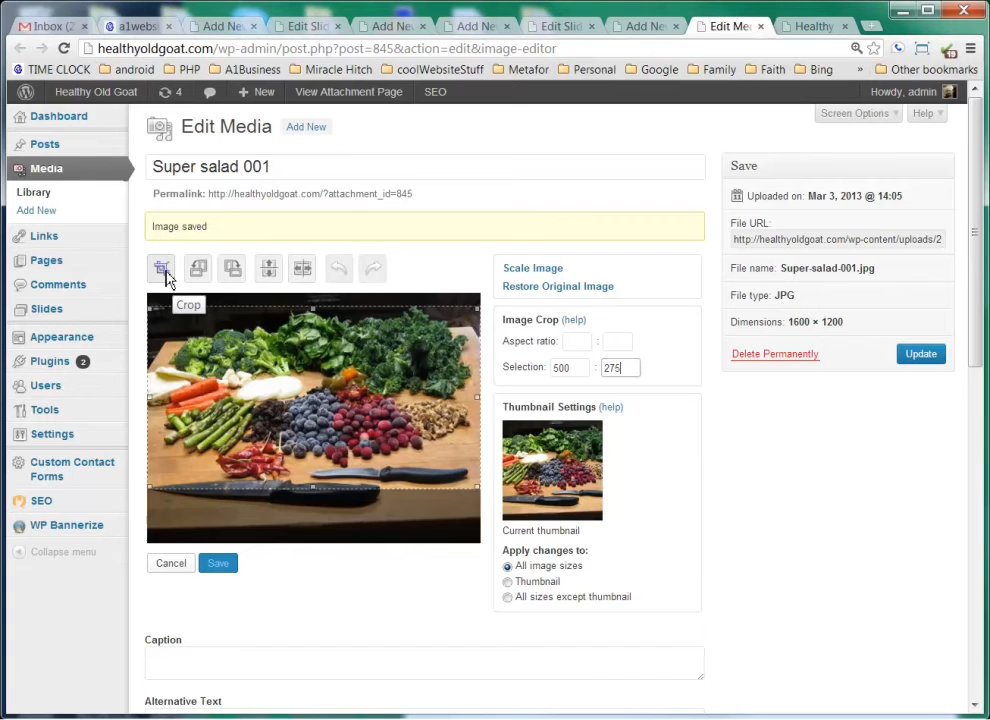 Inbox (2
a1webs
Add New
Edit Slid
Add New
Add New
Edit Slid
Add New
Edit Med
Healthy
healthyoldgoat.com/wp-admin/post.php?post=845&action=edit&image-editor
TIME CLOCK
android
PHP
A1Business
Miracle Hitch
coolWebsiteStuff
Metafor
Personal
Google
Family
Faith
Bing
»
Other bookmarks
Healthy Old Goat
4
+ New
View Attachment Page
SEO
Howdy, admin
Dashboard
Posts
Media
Library
Add New
Links
Pages
Comments
Slides
Appearance
Plugins 2
Users
Tools
Settings
Custom Contact
Forms
SEO
WP Bannerize
Collapse menu
Screen Options
Help
Edit Media
Add New
Super salad 001
Permalink: http://healthyoldgoat.com/?attachment_id=845
Image saved
Crop
Cancel
Save
Scale Image
Restore Original Image
Image Crop (help)
Aspect ratio: :
Selection: 500 : 275
Thumbnail Settings (help)
Current thumbnail
Apply changes to:
All image sizes
Thumbnail
All sizes except thumbnail
Caption
Alternative Text
Save
Uploaded on: Mar 3, 2013 @ 14:05
File URL:
http://healthyoldgoat.com/wp-content/uploads/2
File name: Super-salad-001.jpg
File type: JPG
Dimensions: 1600 × 1200
Delete Permanently
Update